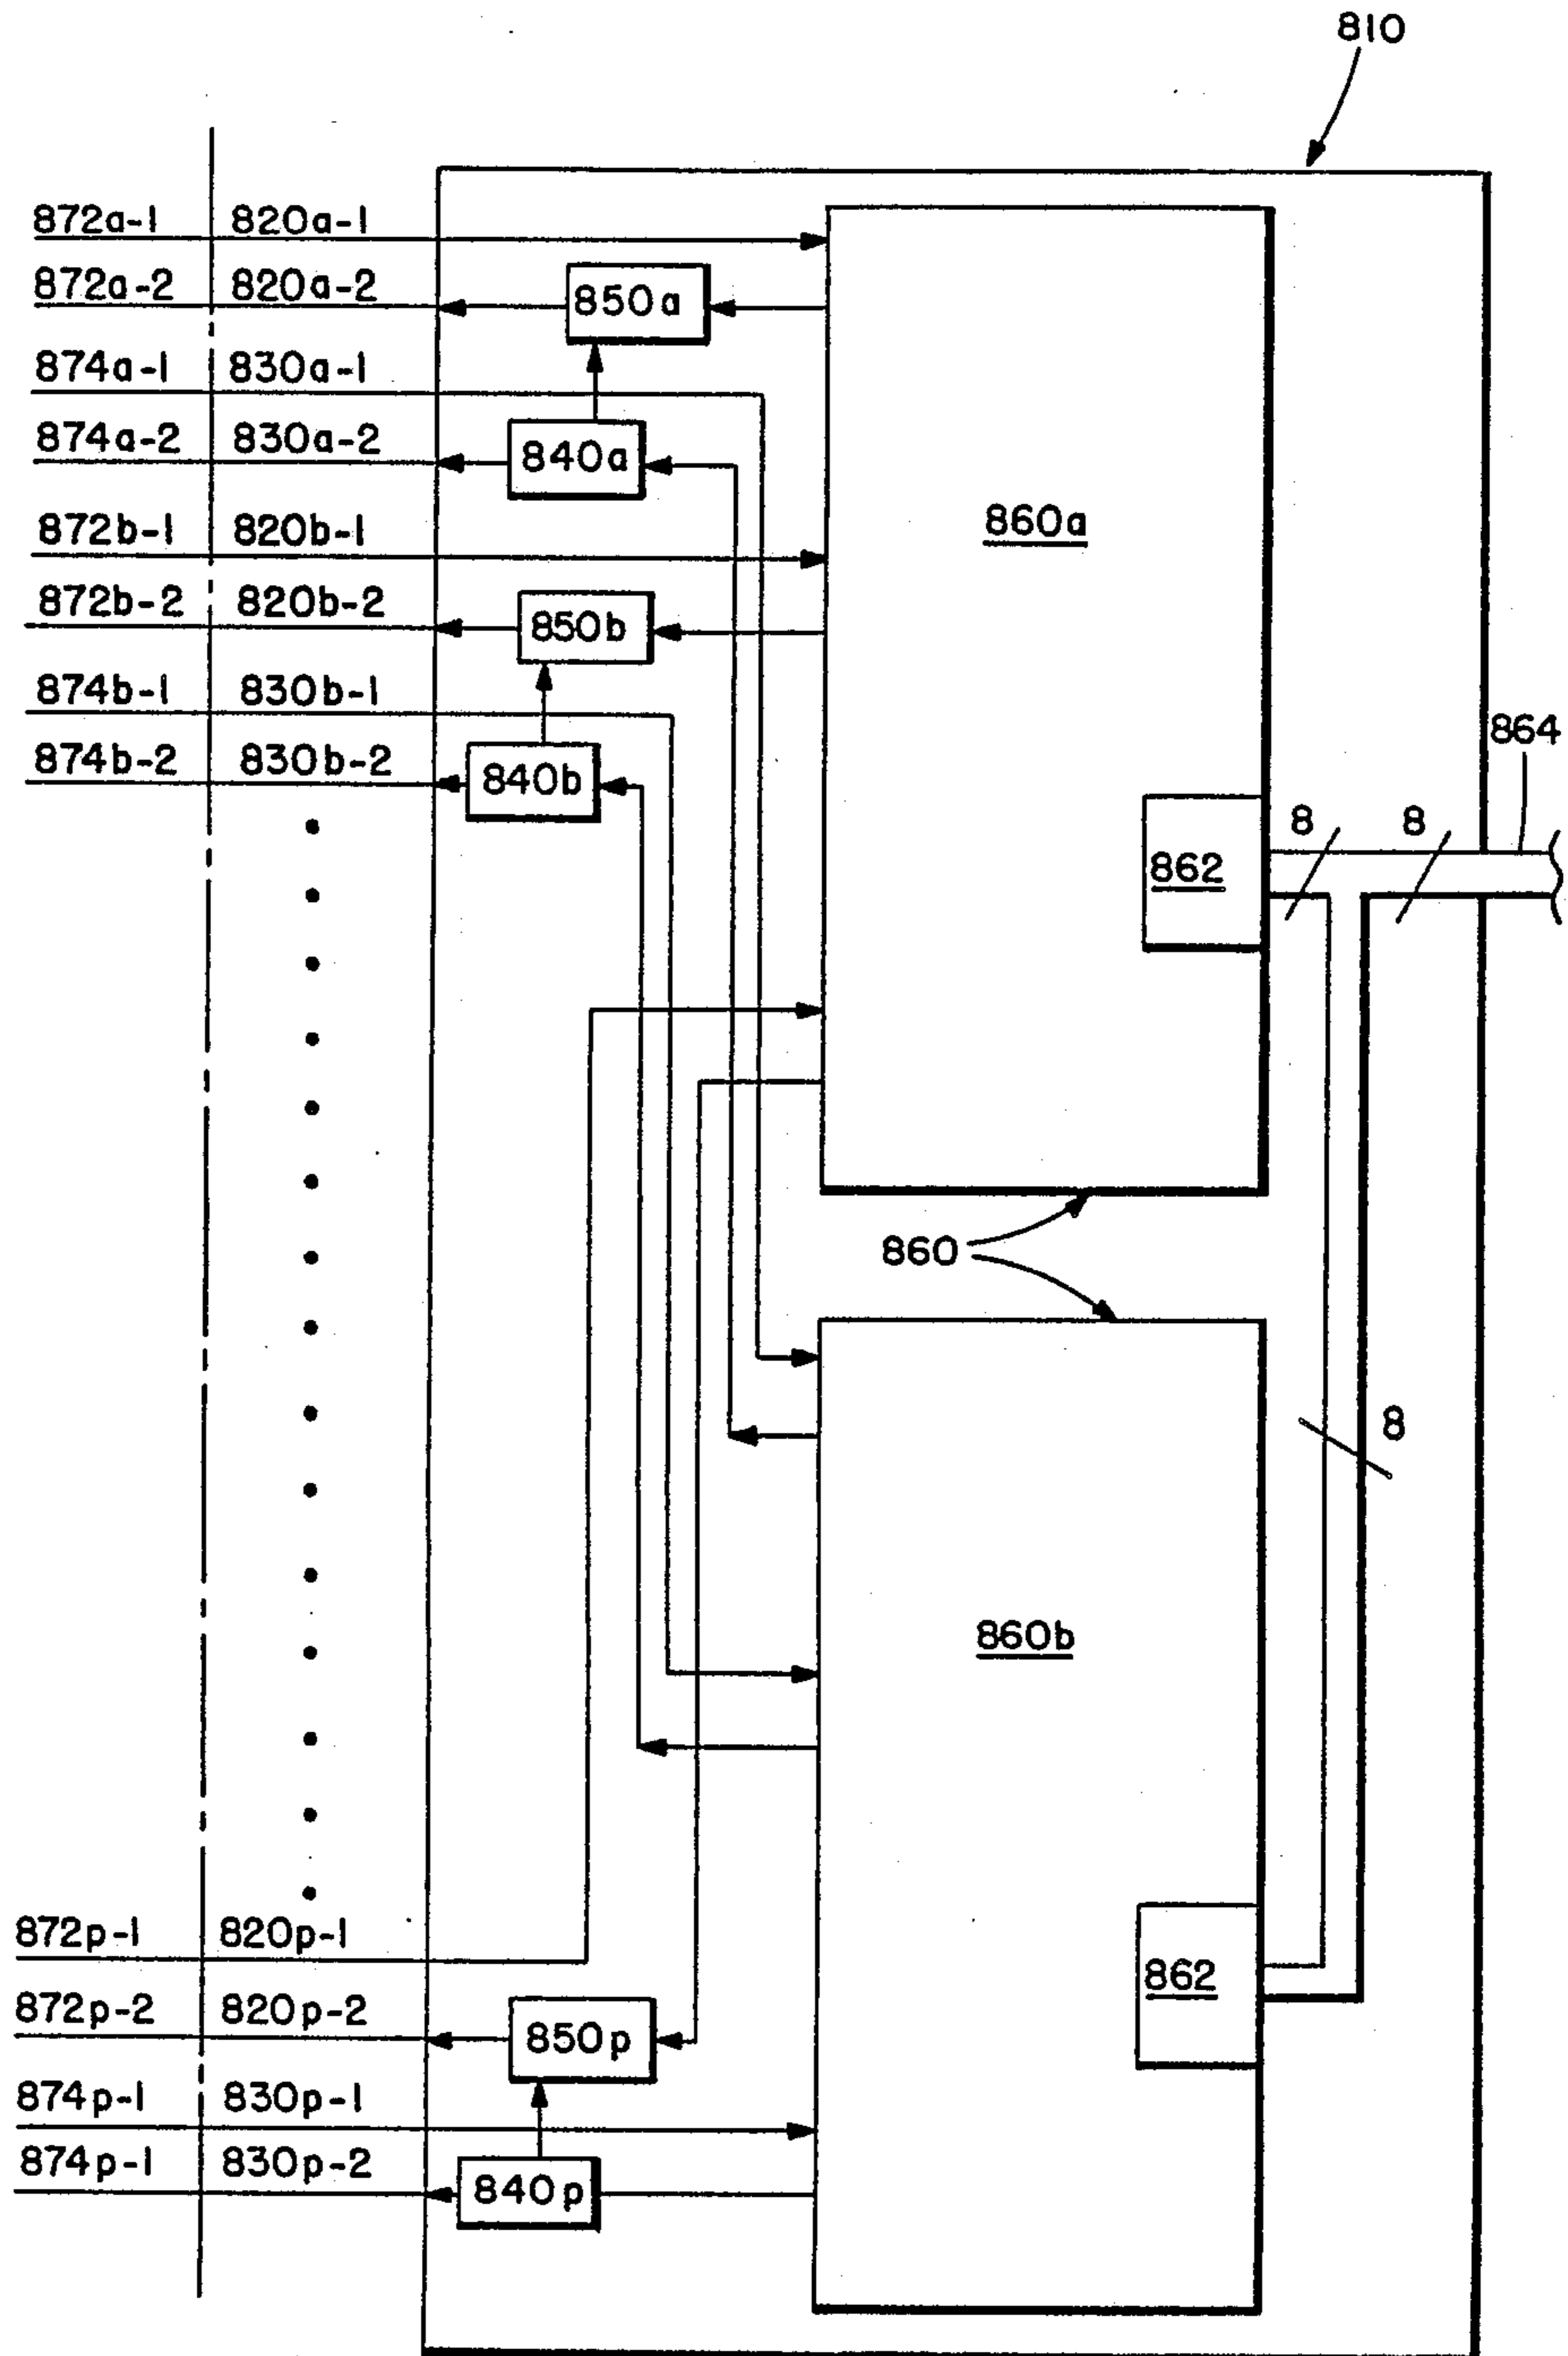 810
872a-1 820a-1
872a-2 820a-2 850a
874a-1 830a-1
874a-2 830a-2 840a
860a
872b-1 820b-1
872b-2 820b-2 850b
874b-1 830b-1
864
874b-2 830b-2 840b
8 8
862
860
8
860b
872p-1 820p-1
862
872p-2 820p-2 850p
874p-1 830p-1
874p-1 830p-2 840p